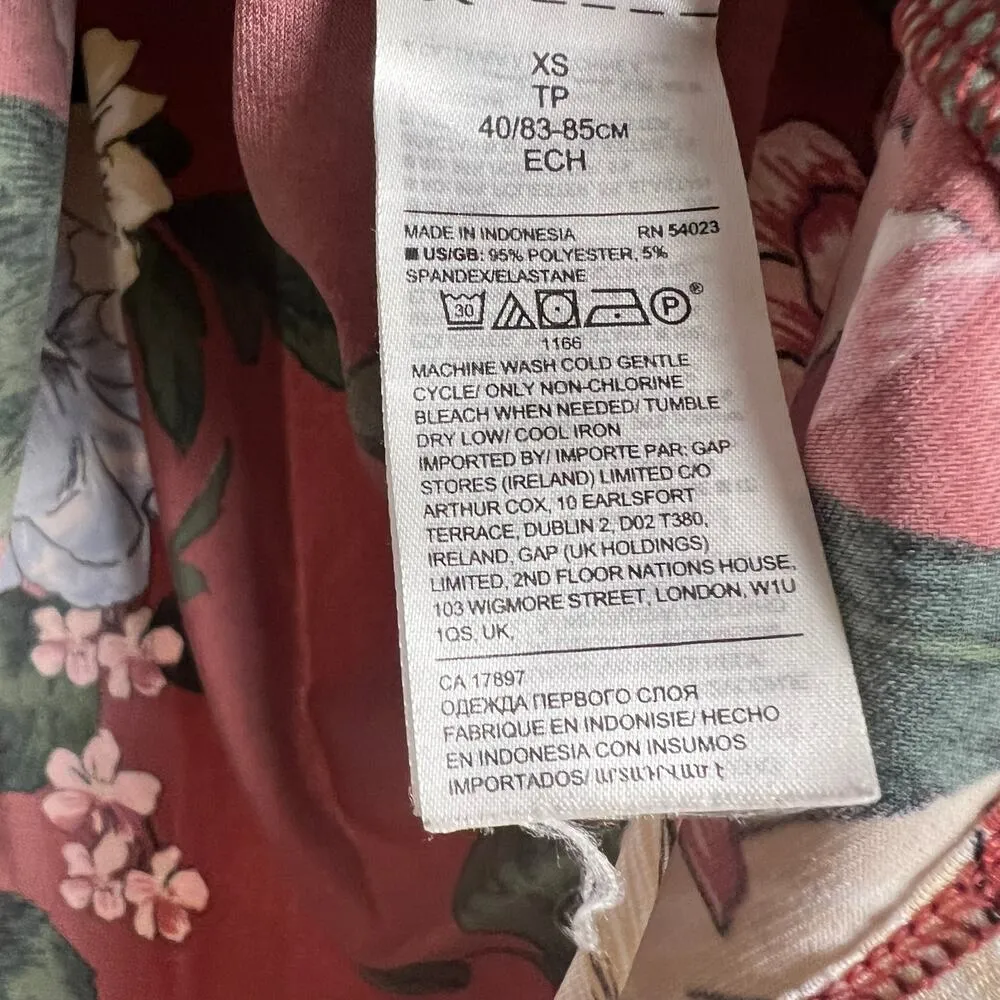 XS
TP
40/83-85CM
ECH
MADE IN INDONESIA RN 54023
US/GB: 95% POLYESTER, 5%
SPANDEX/ELASTANE
30 P ®
1166
MACHINE WASH COLD GENTLE
CYCLE/ ONLY NON-CHLORINE
BLEACH WHEN NEEDED/ TUMBLE
DRY LOW/ COOL IRON
IMPORTED BY/ IMPORTE PAR: GAP
STORES (IRELAND) LIMITED C/O
ARTHUR COX, 10 EARLSFORT
TERRACE, DUBLIN 2, D02 T380,
IRELAND, GAP (UK HOLDINGS)
LIMITED, 2ND FLOOR NATIONS HOUSE,
103 WIGMORE STREET, LONDON, W1U
1QS, UK,
CA 17897
ОДЕЖДА ПЕРВОГО СЛОЯ
FABRIQUE EN INDONISIE/ HECHO
EN INDONESIA CON INSUMOS
IMPORTADOS/